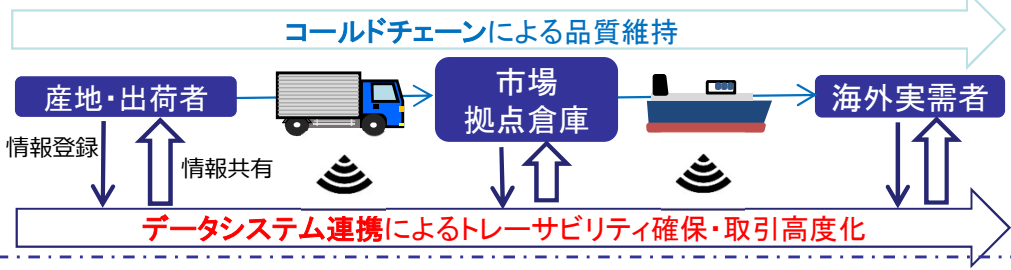 コールドチェーンによる品質維持
産地・出荷者
市場
拠点倉庫
海外実需者
情報登録
情報共有
データシステム連携によるトレーサビリティ確保・取引高度化